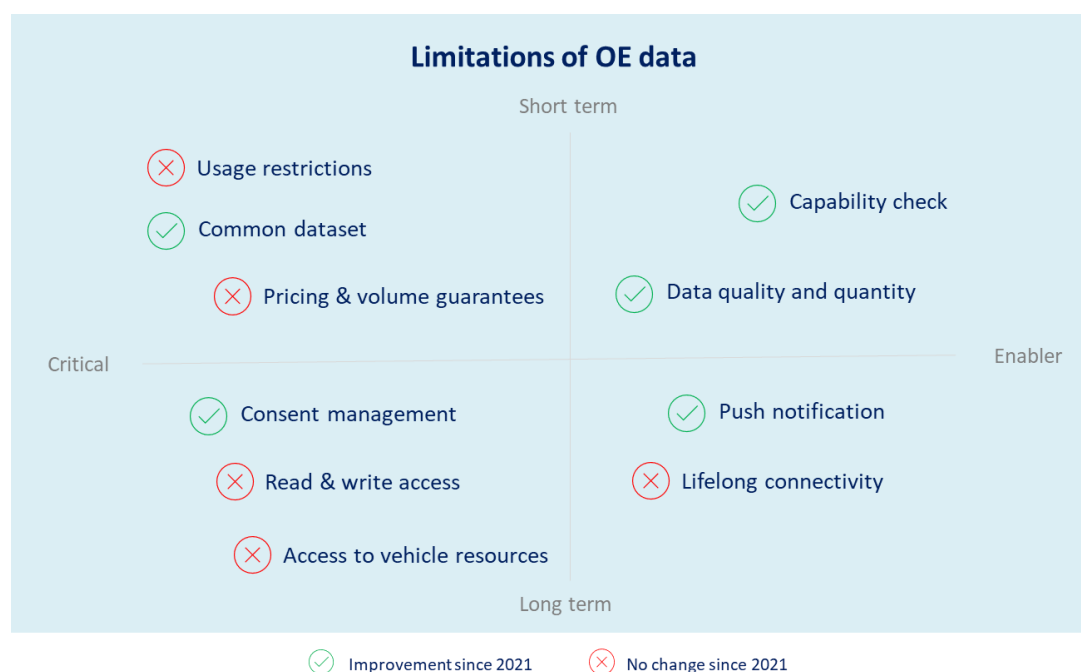 Limitations of OE data
Short term
Usage restrictions
Capability check
Common dataset
Pricing & volume guarantees
Data quality and quantity
Critical
Enabler
Consent management
Push notification
Read & write access
Lifelong connectivity
Access to vehicle resources
Long term
Improvement since 2021
No change since 2021